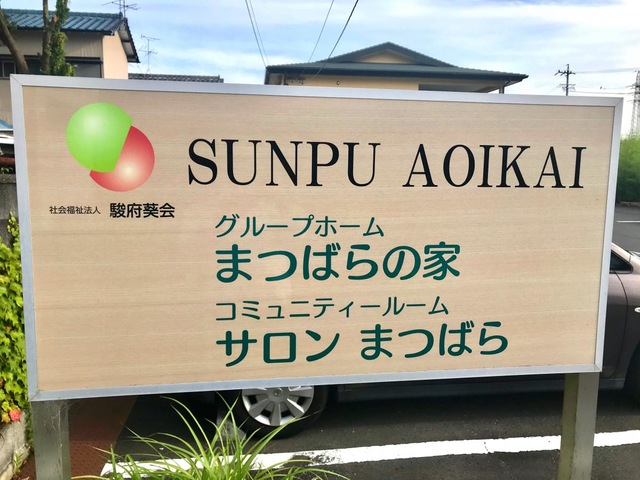 SUNPU AOIKAI
社会福祉法人 駿府葵会
グループホーム
まつばらの家
コミュニティールーム
サロン まつばら